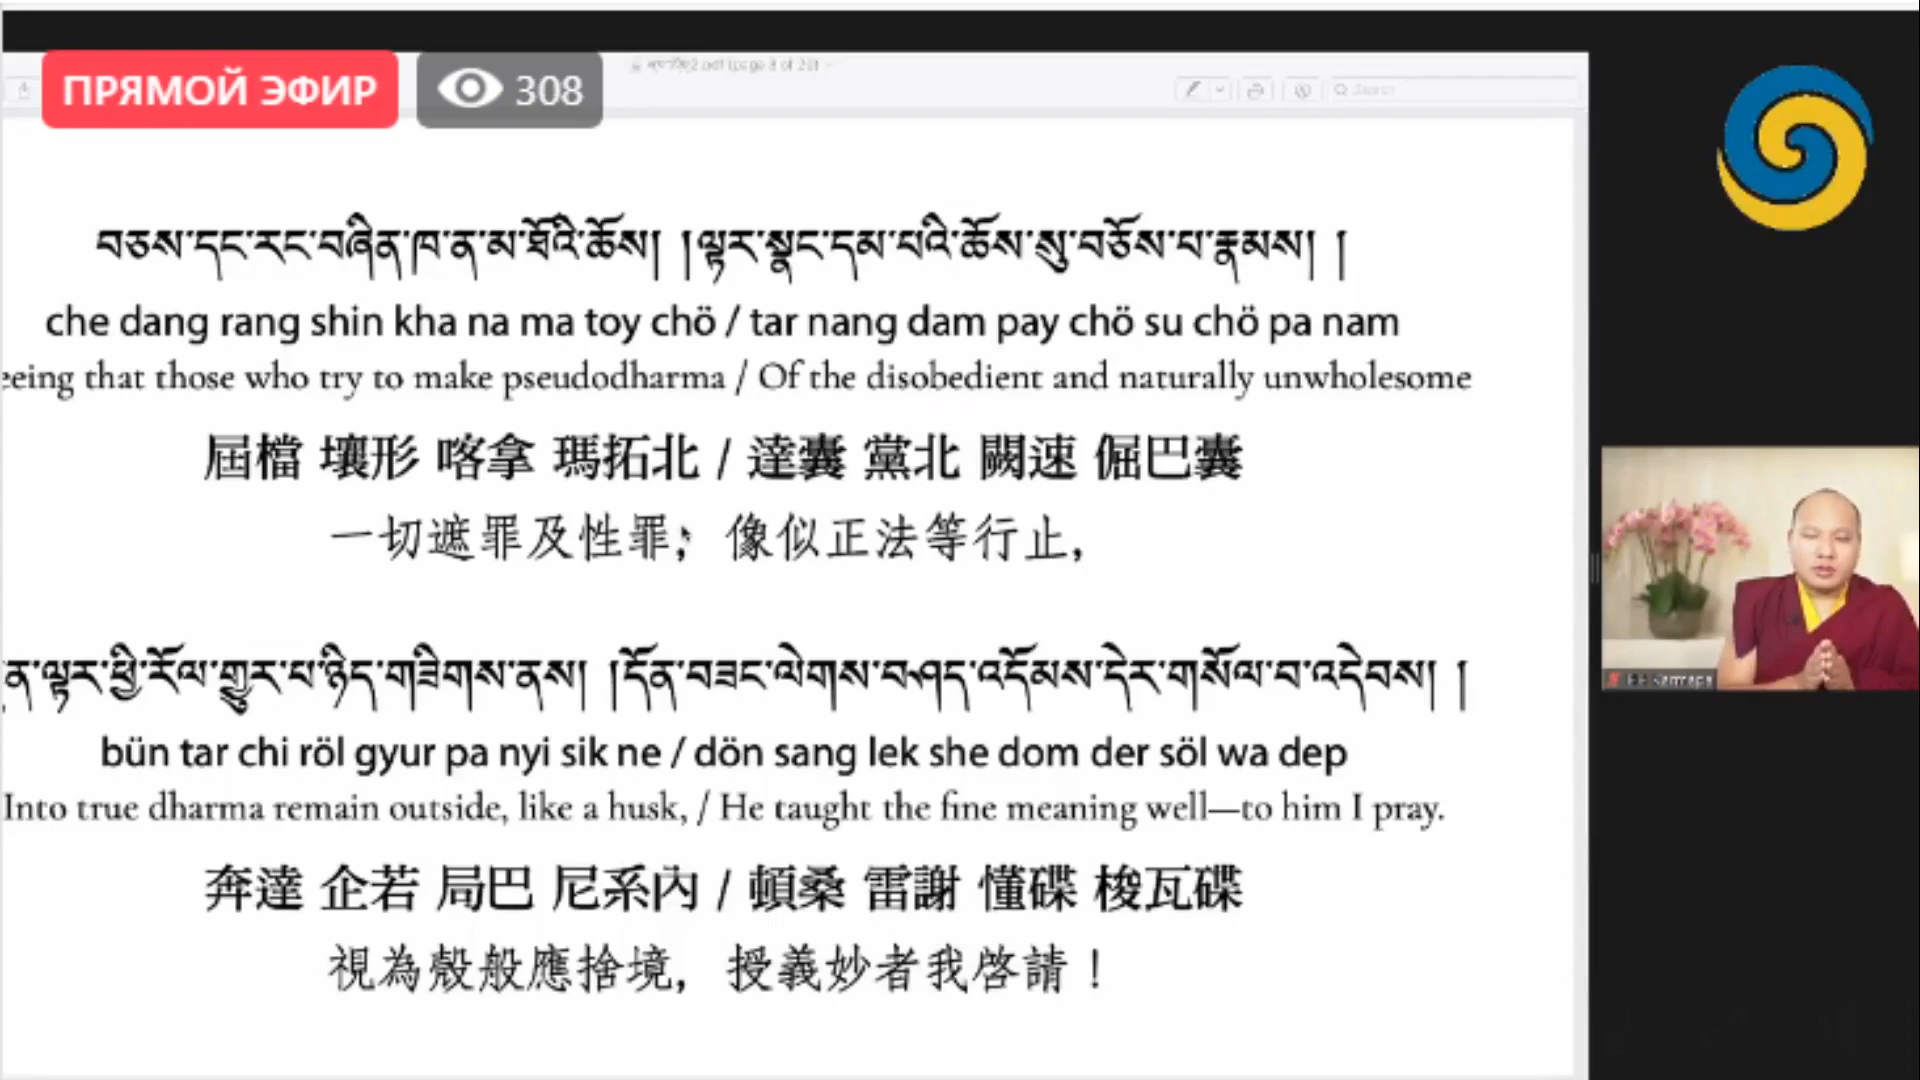 ПРЯМОЙ ЭФИР 308
(page 8 of 20)
Search
བཅས་དང་རང་བཞིན་ཁ་ན་མ་ཐོའི་ཆོས། །ལྟར་སྣང་དམ་པའི་ཆོས་སུ་བཅོས་པ་རྣམས། །
che dang rang shin kha na ma toy chö / tar nang dam pay chö su chö pa nam
eeing that those who try to make pseudodharma / Of the disobedient and naturally unwholesome
屆檔 壤形 喀拿 瑪拓北 / 達囊 黨北 闕速 倔巴囊
一切遮罪及性罪，像似正法等行止，
ན་ལྟར་ཕྱི་རོལ་གྱུར་པ་ཉིད་གཟིགས་ནས། །དོན་བཟང་ལེགས་བཤད་འདོམས་དེར་གསོལ་བ་འདེབས། །
bün tar chi röl gyur pa nyi sik ne / dön sang lek she dom der söl wa dep
Into true dharma remain outside, like a husk, / He taught the fine meaning well—to him I pray.
奔達 企若 局巴 尼系內 / 頓桑 雷謝 懂碟 梭瓦碟
視為殼般應捨境，授義妙者我啓請！
Karmapa